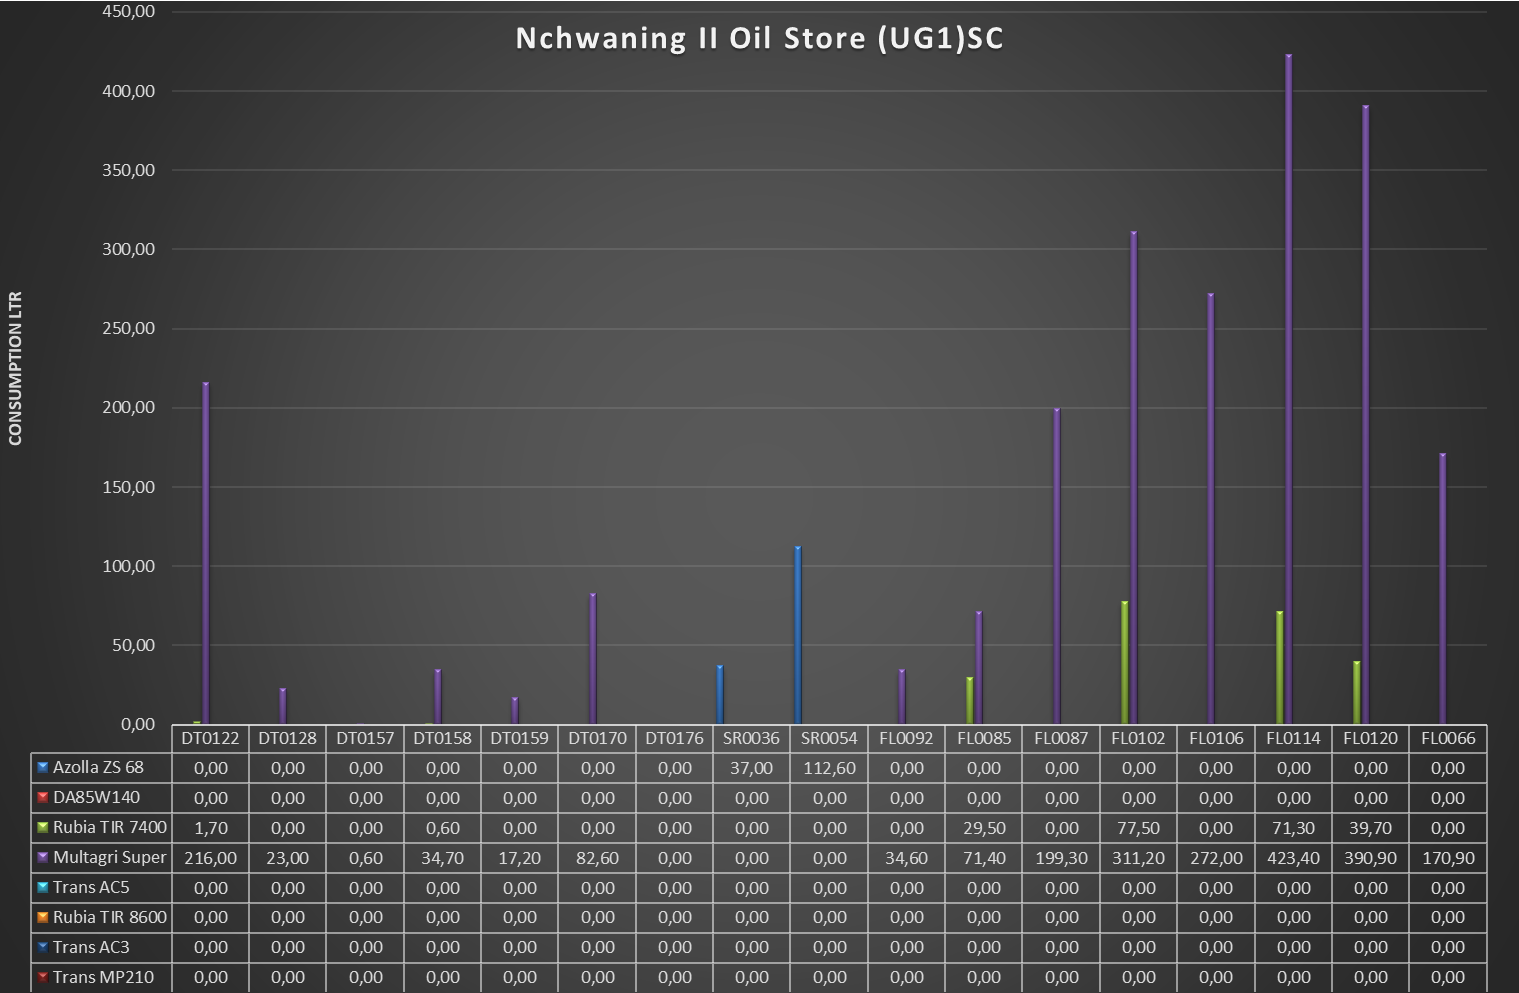 Nchwaning II Oil Store (UG1)SC
CONSUMPTION LTR
450,00
400,00
350,00
300,00
250,00
200,00
150,00
100,00
50,00
0,00
DT0122 DT0128 DT0157 DT0158 DT0159 DT0170 DT0176 SR0036 SR0054 FL0092 FL0085 FL0087 FL0102 FL0106 FL0114 FL0120 FL0066
Azolla ZS 68 0,00 0,00 0,00 0,00 0,00 0,00 0,00 37,00 112,60 0,00 0,00 0,00 0,00 0,00 0,00 0,00 0,00
DA85W140 0,00 0,00 0,00 0,00 0,00 0,00 0,00 0,00 0,00 0,00 0,00 0,00 0,00 0,00 0,00 0,00 0,00
Rubia TIR 7400 1,70 0,00 0,00 0,60 0,00 0,00 0,00 0,00 0,00 0,00 29,50 0,00 77,50 0,00 71,30 39,70 0,00
Multagri Super 216,00 23,00 0,60 34,70 17,20 82,60 0,00 0,00 0,00 34,60 71,40 199,30 311,20 272,00 423,40 390,90 170,90
Trans AC5 0,00 0,00 0,00 0,00 0,00 0,00 0,00 0,00 0,00 0,00 0,00 0,00 0,00 0,00 0,00 0,00 0,00
Rubia TIR 8600 0,00 0,00 0,00 0,00 0,00 0,00 0,00 0,00 0,00 0,00 0,00 0,00 0,00 0,00 0,00 0,00 0,00
Trans AC3 0,00 0,00 0,00 0,00 0,00 0,00 0,00 0,00 0,00 0,00 0,00 0,00 0,00 0,00 0,00 0,00 0,00
Trans MP210 0,00 0,00 0,00 0,00 0,00 0,00 0,00 0,00 0,00 0,00 0,00 0,00 0,00 0,00 0,00 0,00 0,00